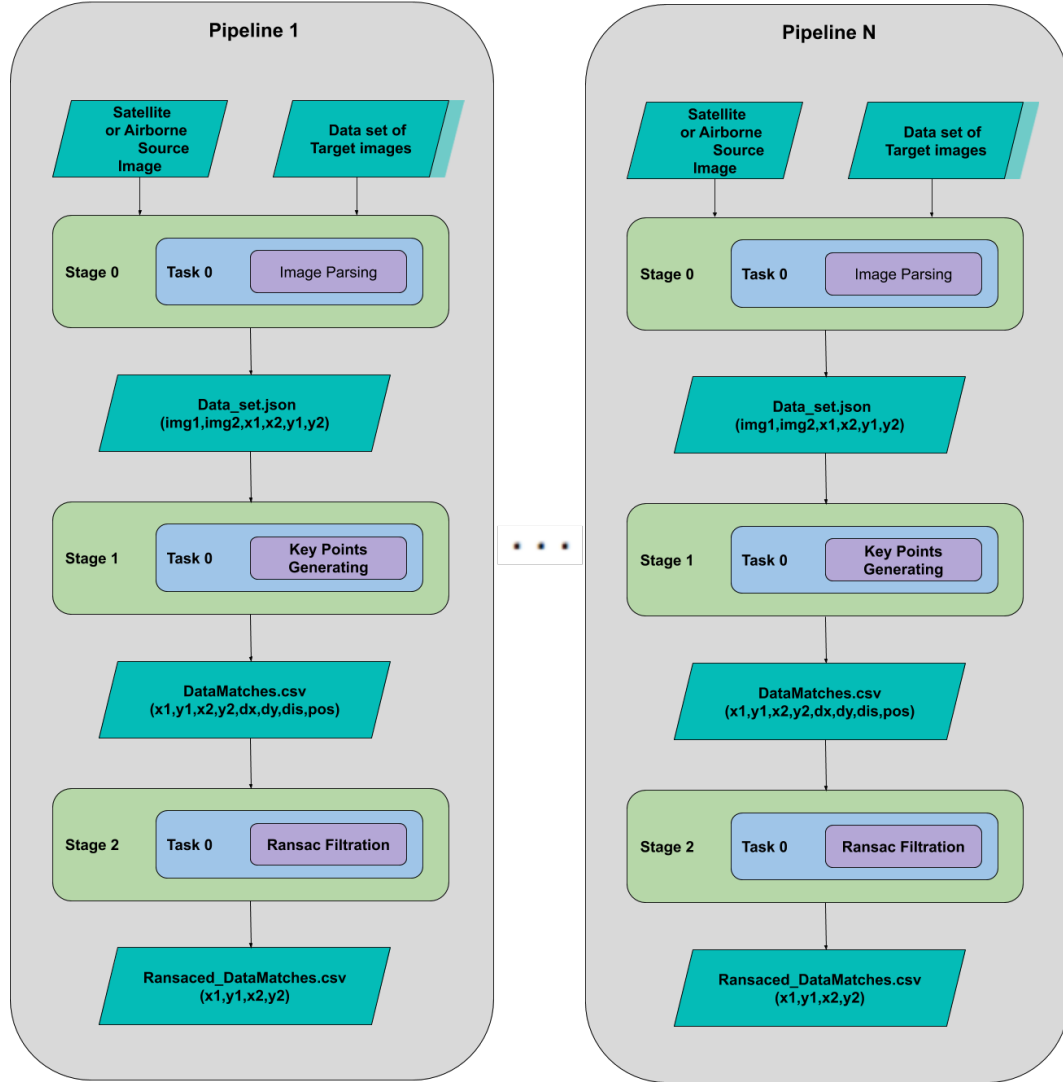 Pipeline 1
Satellite
or Airborne
Source
Image
Data set of
Target images
Stage 0
Task 0
Image Parsing
Data_set.json
(img1,img2,x1,x2,y1,y2)
Stage 1
Task 0
Key Points
Generating
DataMatches.csv
(x1,y1,x2,y2,dx,dy,dis,pos)
Stage 2
Task 0
Ransac Filtration
Ransaced_DataMatches.csv
(x1,y1,x2,y2)
. . .
Pipeline N
Satellite
or Airborne
Source
Image
Data set of
Target images
Stage 0
Task 0
Image Parsing
Data_set.json
(img1,img2,x1,x2,y1,y2)
Stage 1
Task 0
Key Points
Generating
DataMatches.csv
(x1,y1,x2,y2,dx,dy,dis,pos)
Stage 2
Task 0
Ransac Filtration
Ransaced_DataMatches.csv
(x1,y1,x2,y2)